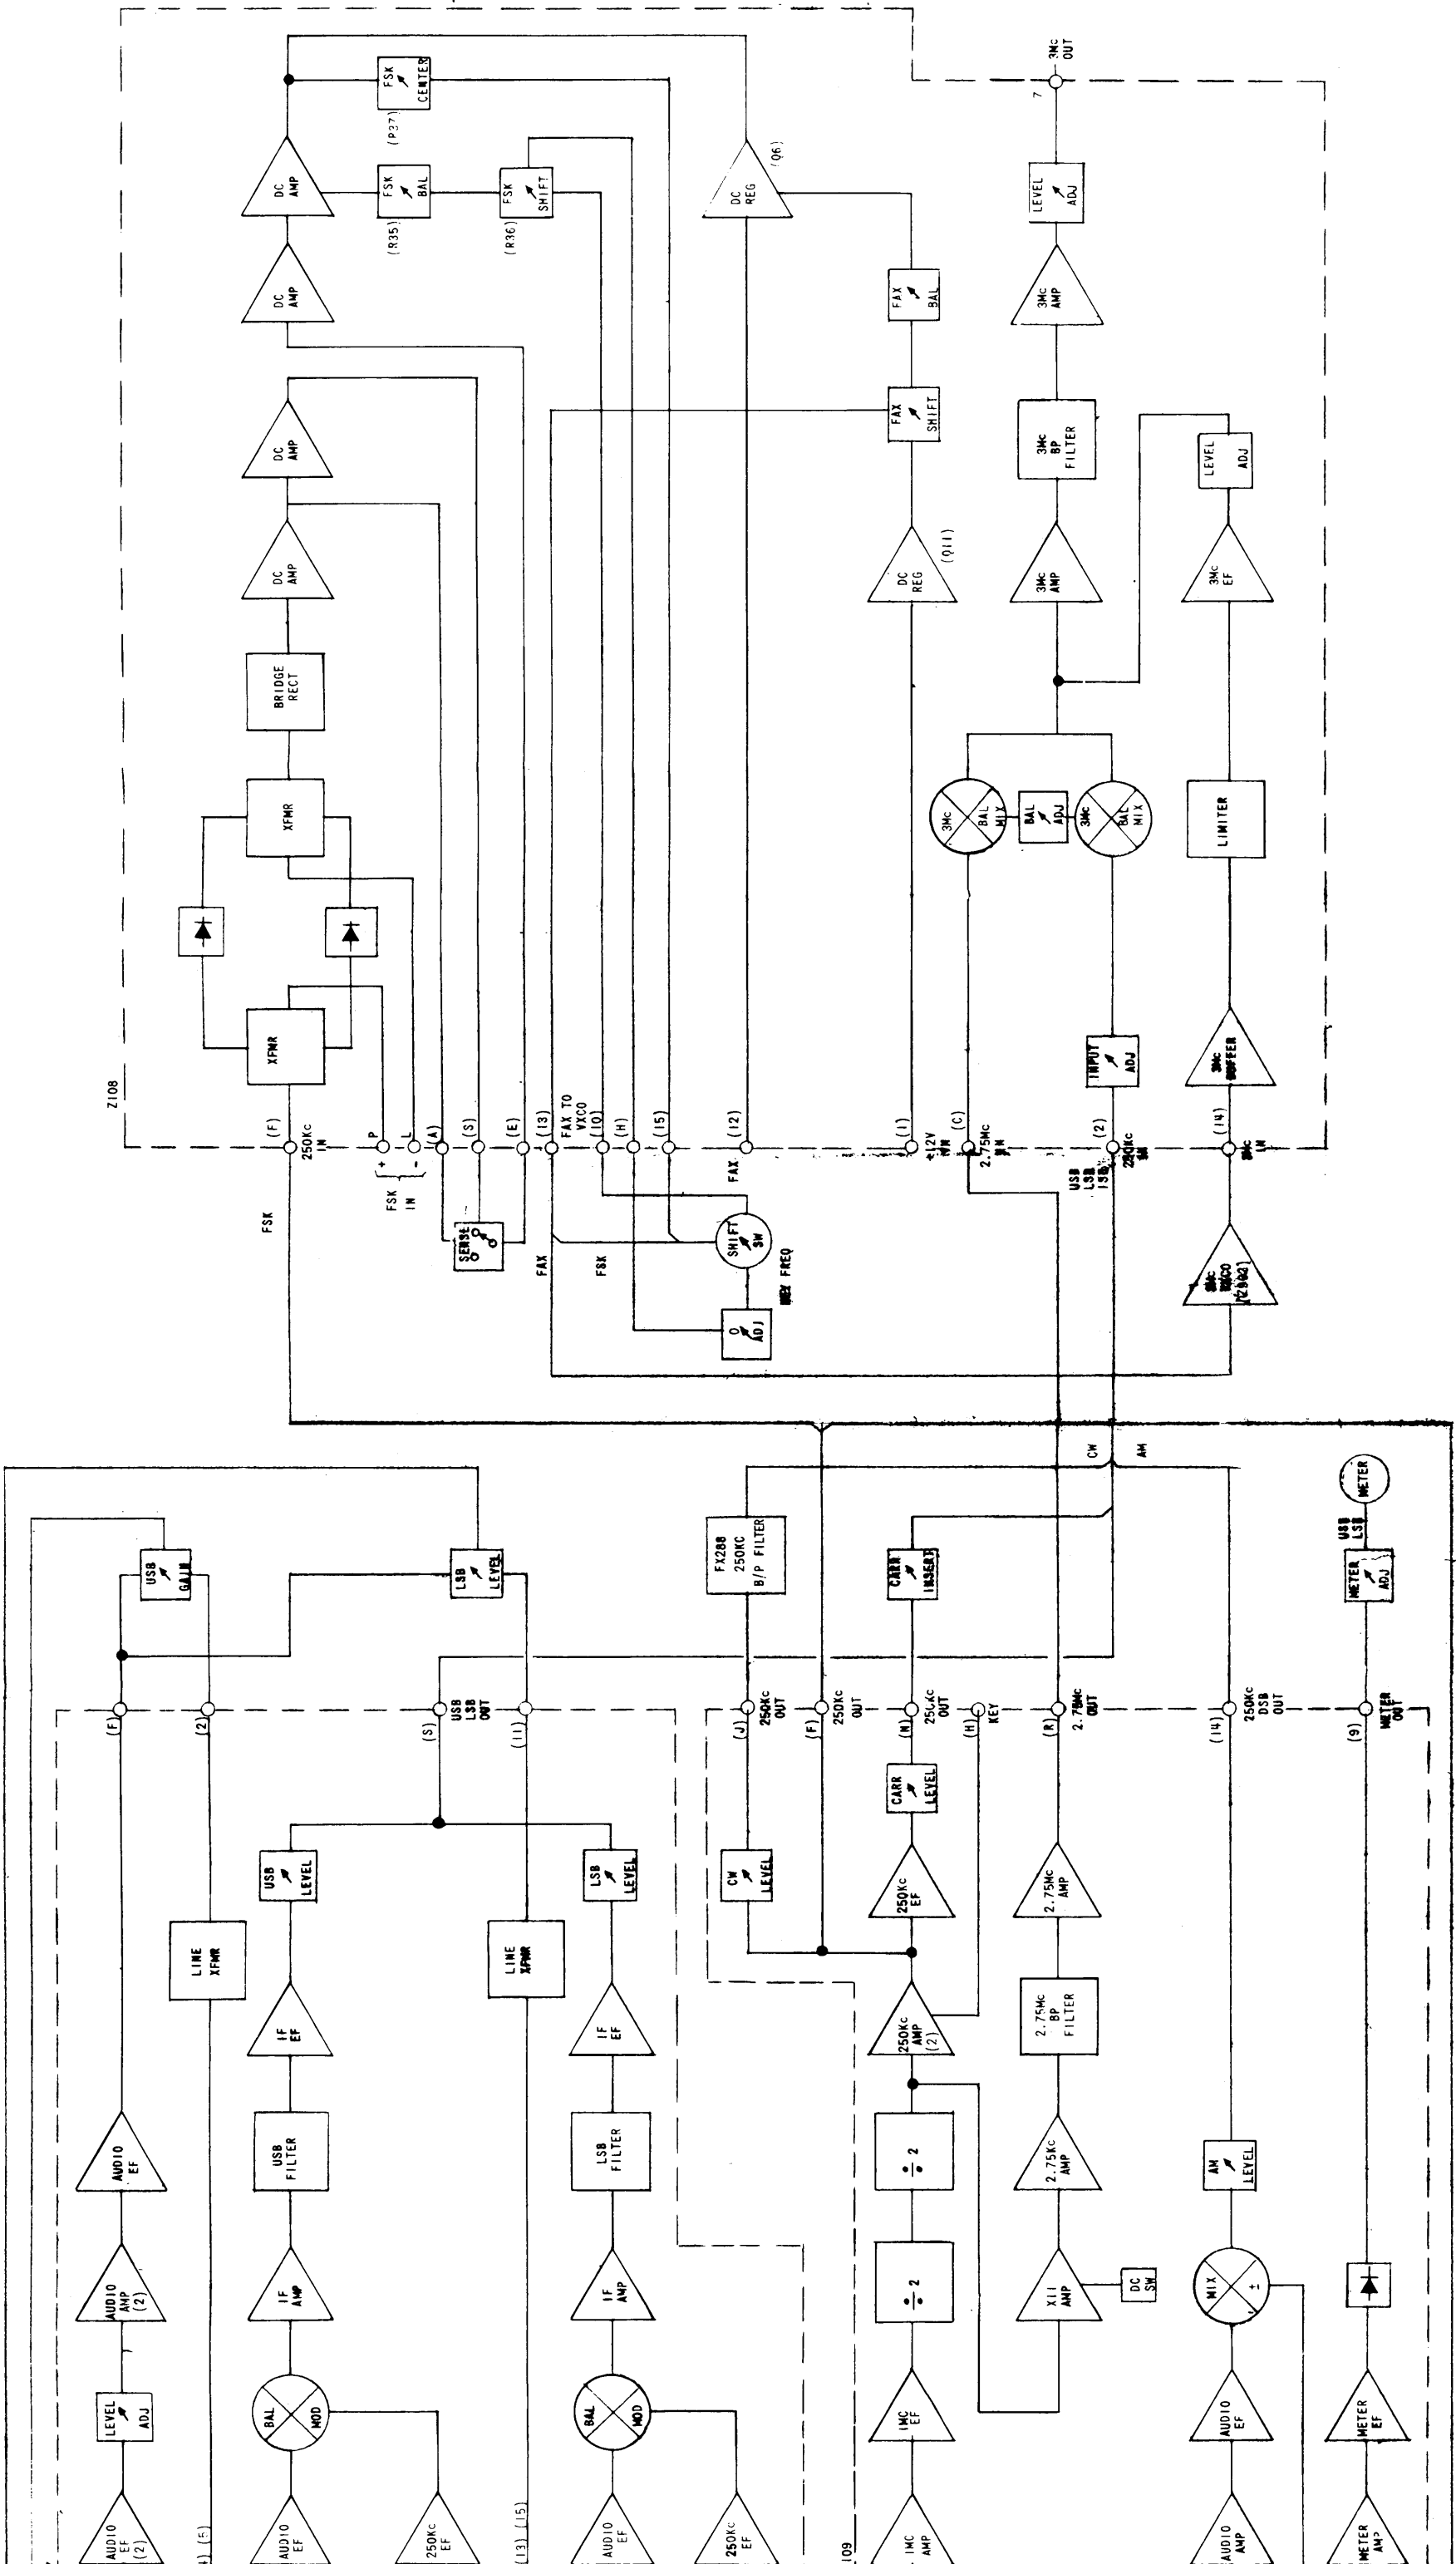 3Mc
OUT
7
FSK
CENTER
(R37)
DC
AMP
FSK
BAL
(R35)
FSK
SHIFT
(R36)
DC
REG
(Q6)
LEVEL
ADJ
DC
AMP
FAX
BAL
3Mc
AMP
DC
AMP
FAX
SHIFT
3Mc
BP
FILTER
LEVEL
ADJ
DC
AMP
DC
REG
(Q11)
3Mc
AMP
3Mc
EF
BRIDGE
RECT
XFMR
3Mc
BAL
MIX
BAL
ADJ
3Mc
BAL
MIX
LIMITER
XFMR
INPUT
ADJ
3Mc
BUFFER
Z108
(F)
250Kc
IN
P
L
(A)
(S)
(E)
(13)
FAX TO
VXCO
(10)
(H)
(15)
(12)
(1)
(C)
2.75Mc
IN
(2)
250Kc
(14)
3Mc
IN
+
-
FSK
IN
FSK
FAX
USB
LSB
ISB
SENSE
FAX
FSK
SHIFT
SW
KEY FREQ
O
ADJ
3Mc
CW
AM
USB
GAIN
LSB
LEVEL
FX288
250KC
B/P FILTER
CARR
INSERT
METER
USB
LSB
METER
ADJ
(F)
(2)
(S)
USB
LSB
OUT
(11)
(J)
250Kc
OUT
(F)
250Kc
OUT
(N)
250Kc
OUT
(H)
KEY
(R)
2.75Mc
OUT
(14)
250Kc
DSB
OUT
(9)
METER
OUT
CARR
LEVEL
USB
LEVEL
LSB
LEVEL
CW
LEVEL
250Kc
EF
2.75Mc
AMP
LINE
XFMR
LINE
XFMR
IF
EF
IF
EF
250Kc
AMP
(2)
2.75Mc
BP
FILTER
AUDIO
EF
USB
FILTER
LSB
FILTER
÷ 2
2.75Kc
AMP
AM
LEVEL
AUDIO
AMP
(2)
IF
AMP
IF
AMP
÷ 2
X11
AMP
DC
SW
MIX
±
LEVEL
ADJ
BAL
MOD
BAL
MOD
1MC
EF
AUDIO
EF
METER
EF
AUDIO
EF
(2)
(5)
AUDIO
EF
250Kc
EF
(13) (15)
AUDIO
EF
250Kc
EF
109
1MC
AMP
AUDIO
AMP
METER
AMP